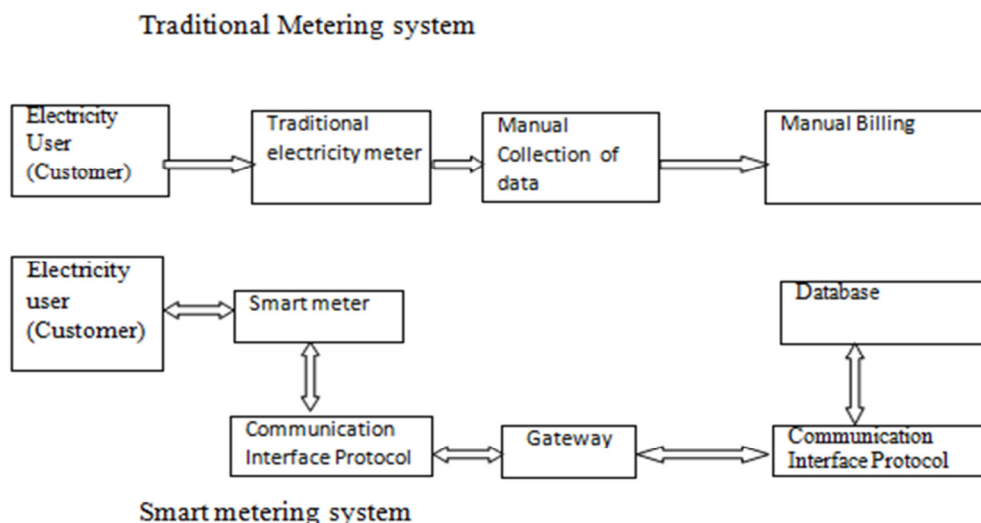 Traditional Metering system
Electricity
User
(Customer)
Traditional
electricity meter
Manual
Collection of
data
Manual Billing
Electricity
user
(Customer)
Smart meter
Database
Communication
Interface Protocol
Gateway
Communication
Interface Protocol
Smart metering system